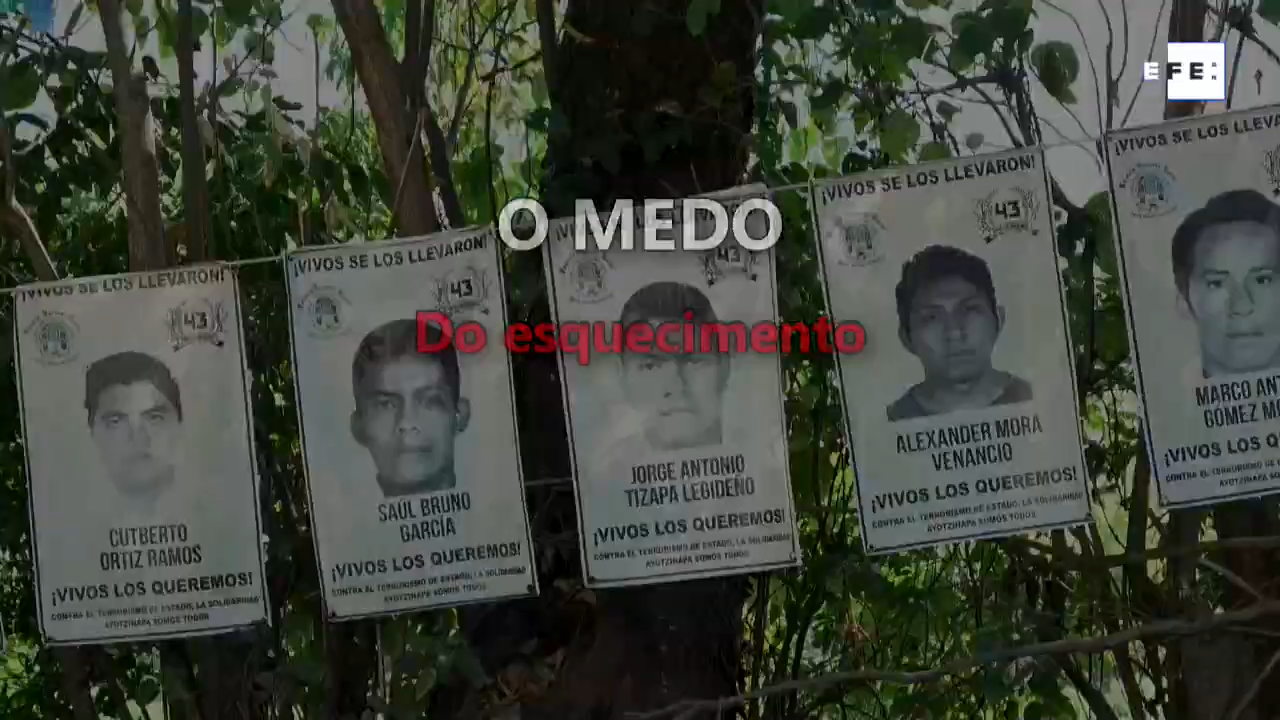 EFE:
O MEDO
Do esquecimento
¡VIVOS SE LOS LLEVARON!
43
CUTBERTO
ORTIZ RAMOS
¡VIVOS LOS QUEREMOS!
CONTRA EL TERRORISMO DE ESTADO, LA SOLIDARIDAD
AYOTZINAPA SOMOS TODOS
¡VIVOS SE LOS LLEVARON!
43
SAÚL BRUNO
GARCÍA
¡VIVOS LOS QUEREMOS!
CONTRA EL TERRORISMO DE ESTADO, LA SOLIDARIDAD
AYOTZINAPA SOMOS TODOS
43
JORGE ANTONIO
TIZAPA LEGIDEÑO
¡VIVOS LOS QUEREMOS!
CONTRA EL TERRORISMO DE ESTADO, LA SOLIDARIDAD
AYOTZINAPA SOMOS TODOS
¡VIVOS SE LOS LLEVARON!
43
ALEXANDER MORA
VENANCIO
¡VIVOS LOS QUEREMOS!
CONTRA EL TERRORISMO DE ESTADO, LA SOLIDARIDAD
AYOTZINAPA SOMOS TODOS
¡VIVOS SE LOS LLEVA
MARCO ANT
GOMEZ MO
¡VIVOS LOS Q
CONTRA EL TERRORISMO DE E
AYOTZINAPA SOM